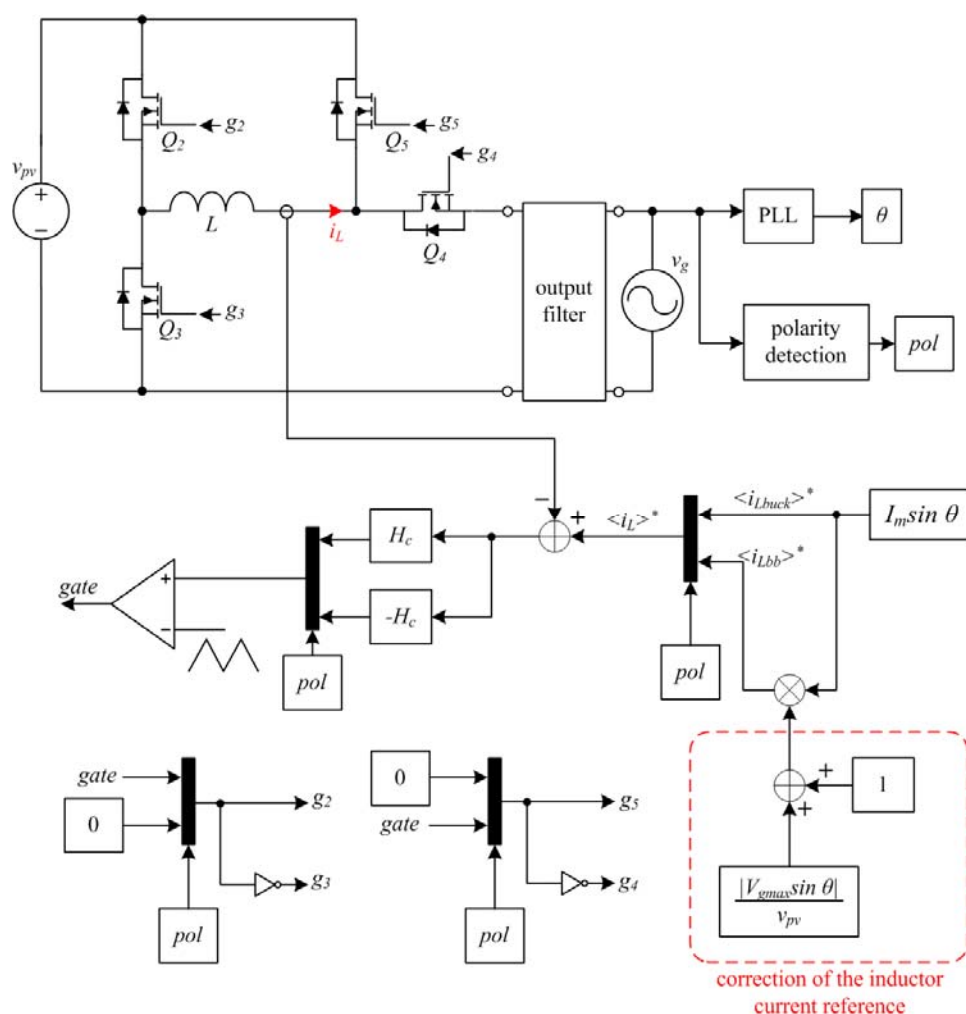 Q2
g2
Q5
g5
g4
vpv
+
−
L
iL
Q4
Q3
g3
output
filter
vg
PLL
θ
polarity
detection
pol
−
+
<iL>*
<iLbuck>*
<iLbb>*
Im sin θ
Hc
-Hc
gate
+
−
pol
pol
gate
0
g2
g3
pol
0
gate
g5
g4
pol
+
1
+
|Vgmax sin θ|
vpv
correction of the inductor
current reference